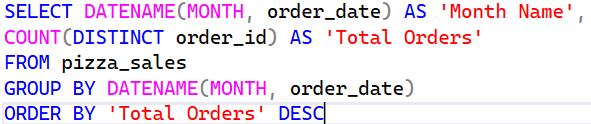 SELECT DATENAME(MONTH, order_date) AS 'Month Name',
COUNT(DISTINCT order_id) AS 'Total Orders'
FROM pizza_sales
GROUP BY DATENAME(MONTH, order_date)
ORDER BY 'Total Orders' DESC